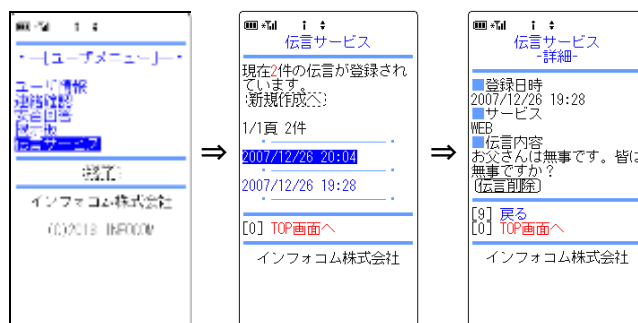 -[ユーザメニュー]-
ユーザ情報
連絡確認
安否回答
掲示板
伝言サービス
終了
インフォコム株式会社
⇒
伝言サービス
現在2件の伝言が登録され
ています。
新規作成へ
1/1頁 2件
2007/12/26 20:04
2007/12/26 19:28
[0] TOP画面へ
インフォコム株式会社
⇒
伝言サービス
-詳細-
■登録日時
2007/12/26 19:28
■サービス
WEB
■伝言内容
お父さんは無事です。皆は
無事ですか？
伝言削除
[9] 戻る
[0] TOP画面へ
インフォコム株式会社